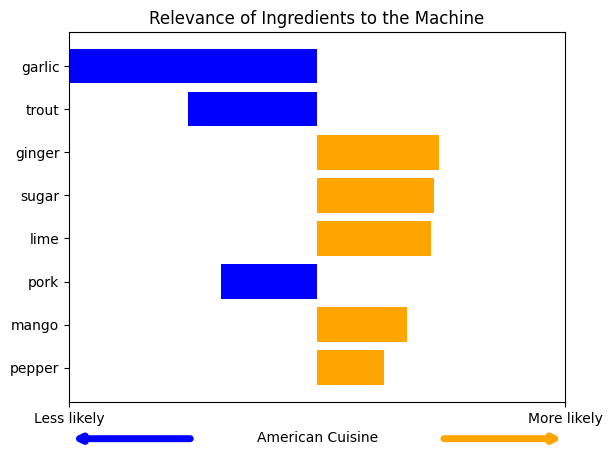 Relevance of Ingredients to the Machine
garlic
trout
ginger
sugar
lime
pork
mango
pepper
Less likely
More likely
American Cuisine